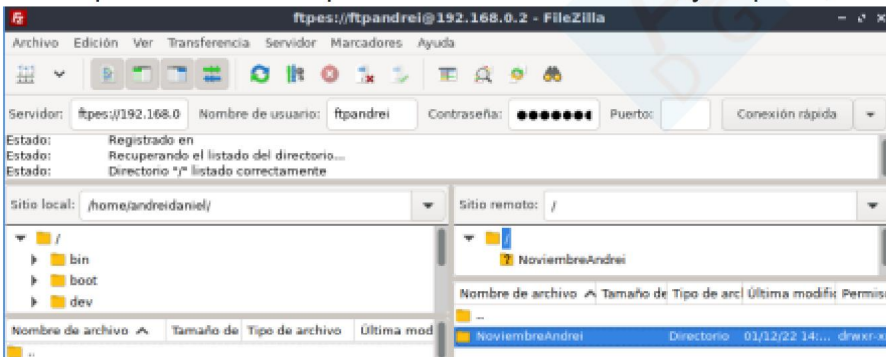 ftpes://ftpandrei@192.168.0.2 - FileZilla
Archivo Edición Ver Transferencia Servidor Marcadores Ayuda
Servidor: ftpes://192.168.0 Nombre de usuario: ftpandrei Contraseña: ●●●●●●● Puerto: Conexión rápida
Estado: Registrado en
Estado: Recuperando el listado del directorio...
Estado: Directorio "/" listado correctamente
Sitio local: /home/andreidaniel/ Sitio remoto: /
/ /
bin ? NoviembreAndrei
boot
dev
Nombre de archivo Tamaño de Tipo de arcl Última modifi Permis
..
Nombre de archivo Tamaño de Tipo de archivo Última mod
NoviembreAndrei Directorio 01/12/22 14:... drwxr-x
..